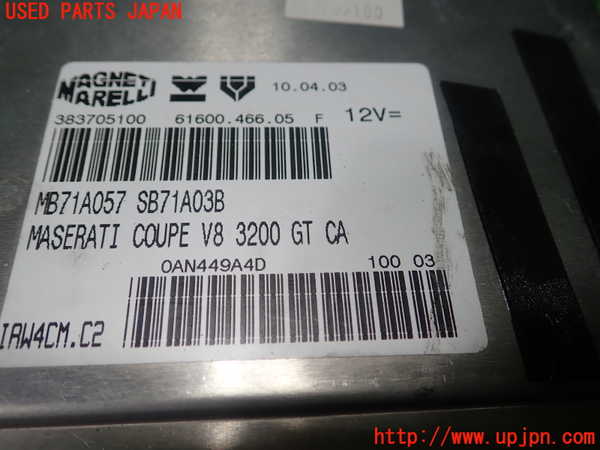 USED PARTS JAPAN
MAGNETI
MARELLI
10.04.03
383705100 61600.466.05 F 12V=
MB71A057 SB71A03B
MASERATI COUPE V8 3200 GT CA
0AN449A4D 100 03
IAW4CM.C2
http://www.upjpn.com/